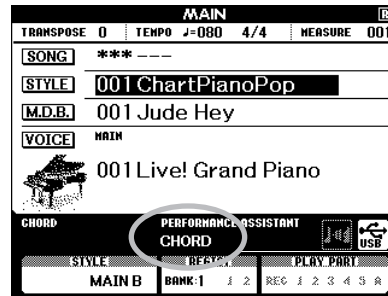 MAIN
TRANSPOSE 0 TEMPO ♩=080 4/4 MEASURE 001
SONG *** ---
STYLE 001 ChartPianoPop
M.D.B. 001 Jude Hey
VOICE MAIN
001 Live! Grand Piano
CHORD PERFORMANCE ASSISTANT
CHORD
USB
STYLE REGIST PLAY PART
MAIN B BANK:1 1 2 REC 1 2 3 4 5 A